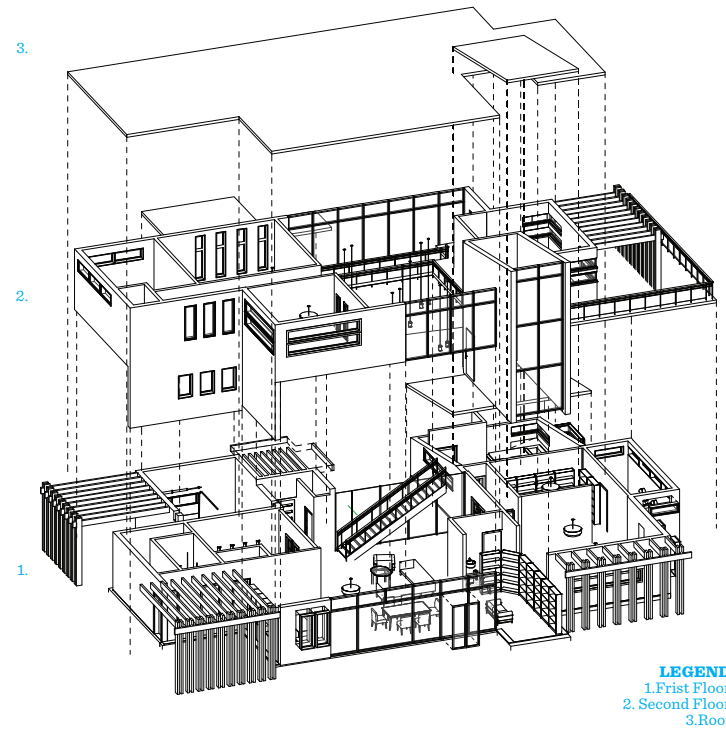 3.
2.
1.
LEGEND
1.Frist Floor
2. Second Floor
3.Roo